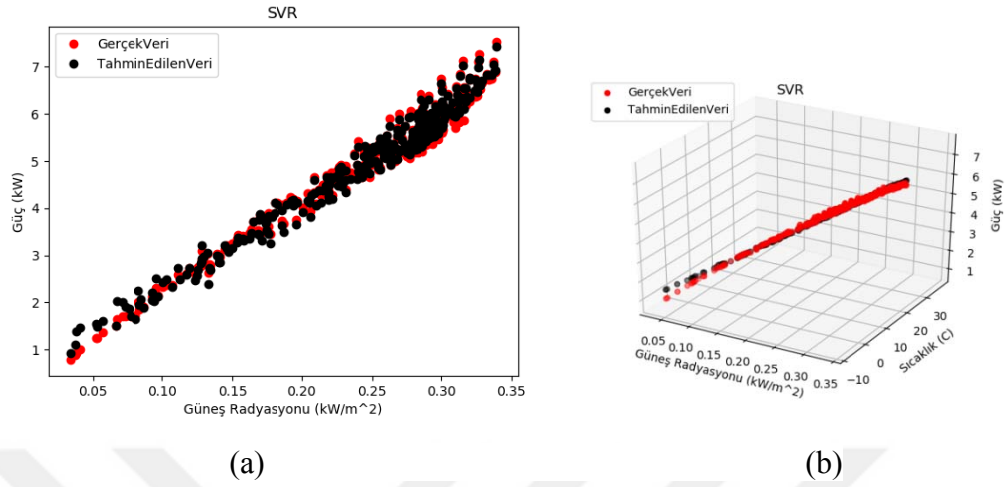 SVR
GerçekVeri
TahminEdilenVeri
7
6
5
4
3
2
1
Güç (kW)
0.05 0.10 0.15 0.20 0.25 0.30 0.35
Güneş Radyasyonu (kW/m^2)
(a)
SVR
GerçekVeri
TahminEdilenVeri
7
6
5
4
3
2
1
Güç (kW)
30
20
10
0
−10
Sıcaklık (C)
0.05 0.10 0.15 0.20 0.25 0.30 0.35
Güneş Radyasyonu (kW/m^2)
(b)